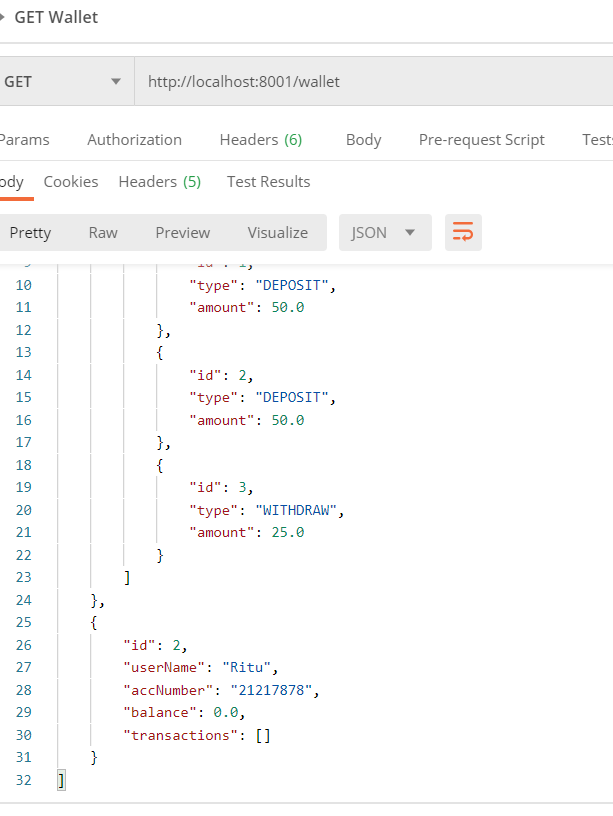 GET Wallet
GET http://localhost:8001/wallet
Params Authorization Headers (6) Body Pre-request Script Tests
ody Cookies Headers (5) Test Results
Pretty Raw Preview Visualize JSON
10 "type": "DEPOSIT",
11 "amount": 50.0
12 },
13 {
14 "id": 2,
15 "type": "DEPOSIT",
16 "amount": 50.0
17 },
18 {
19 "id": 3,
20 "type": "WITHDRAW",
21 "amount": 25.0
22 }
23 ]
24 },
25 {
26 "id": 2,
27 "userName": "Ritu",
28 "accNumber": "21217878",
29 "balance": 0.0,
30 "transactions": []
31 }
32 ]